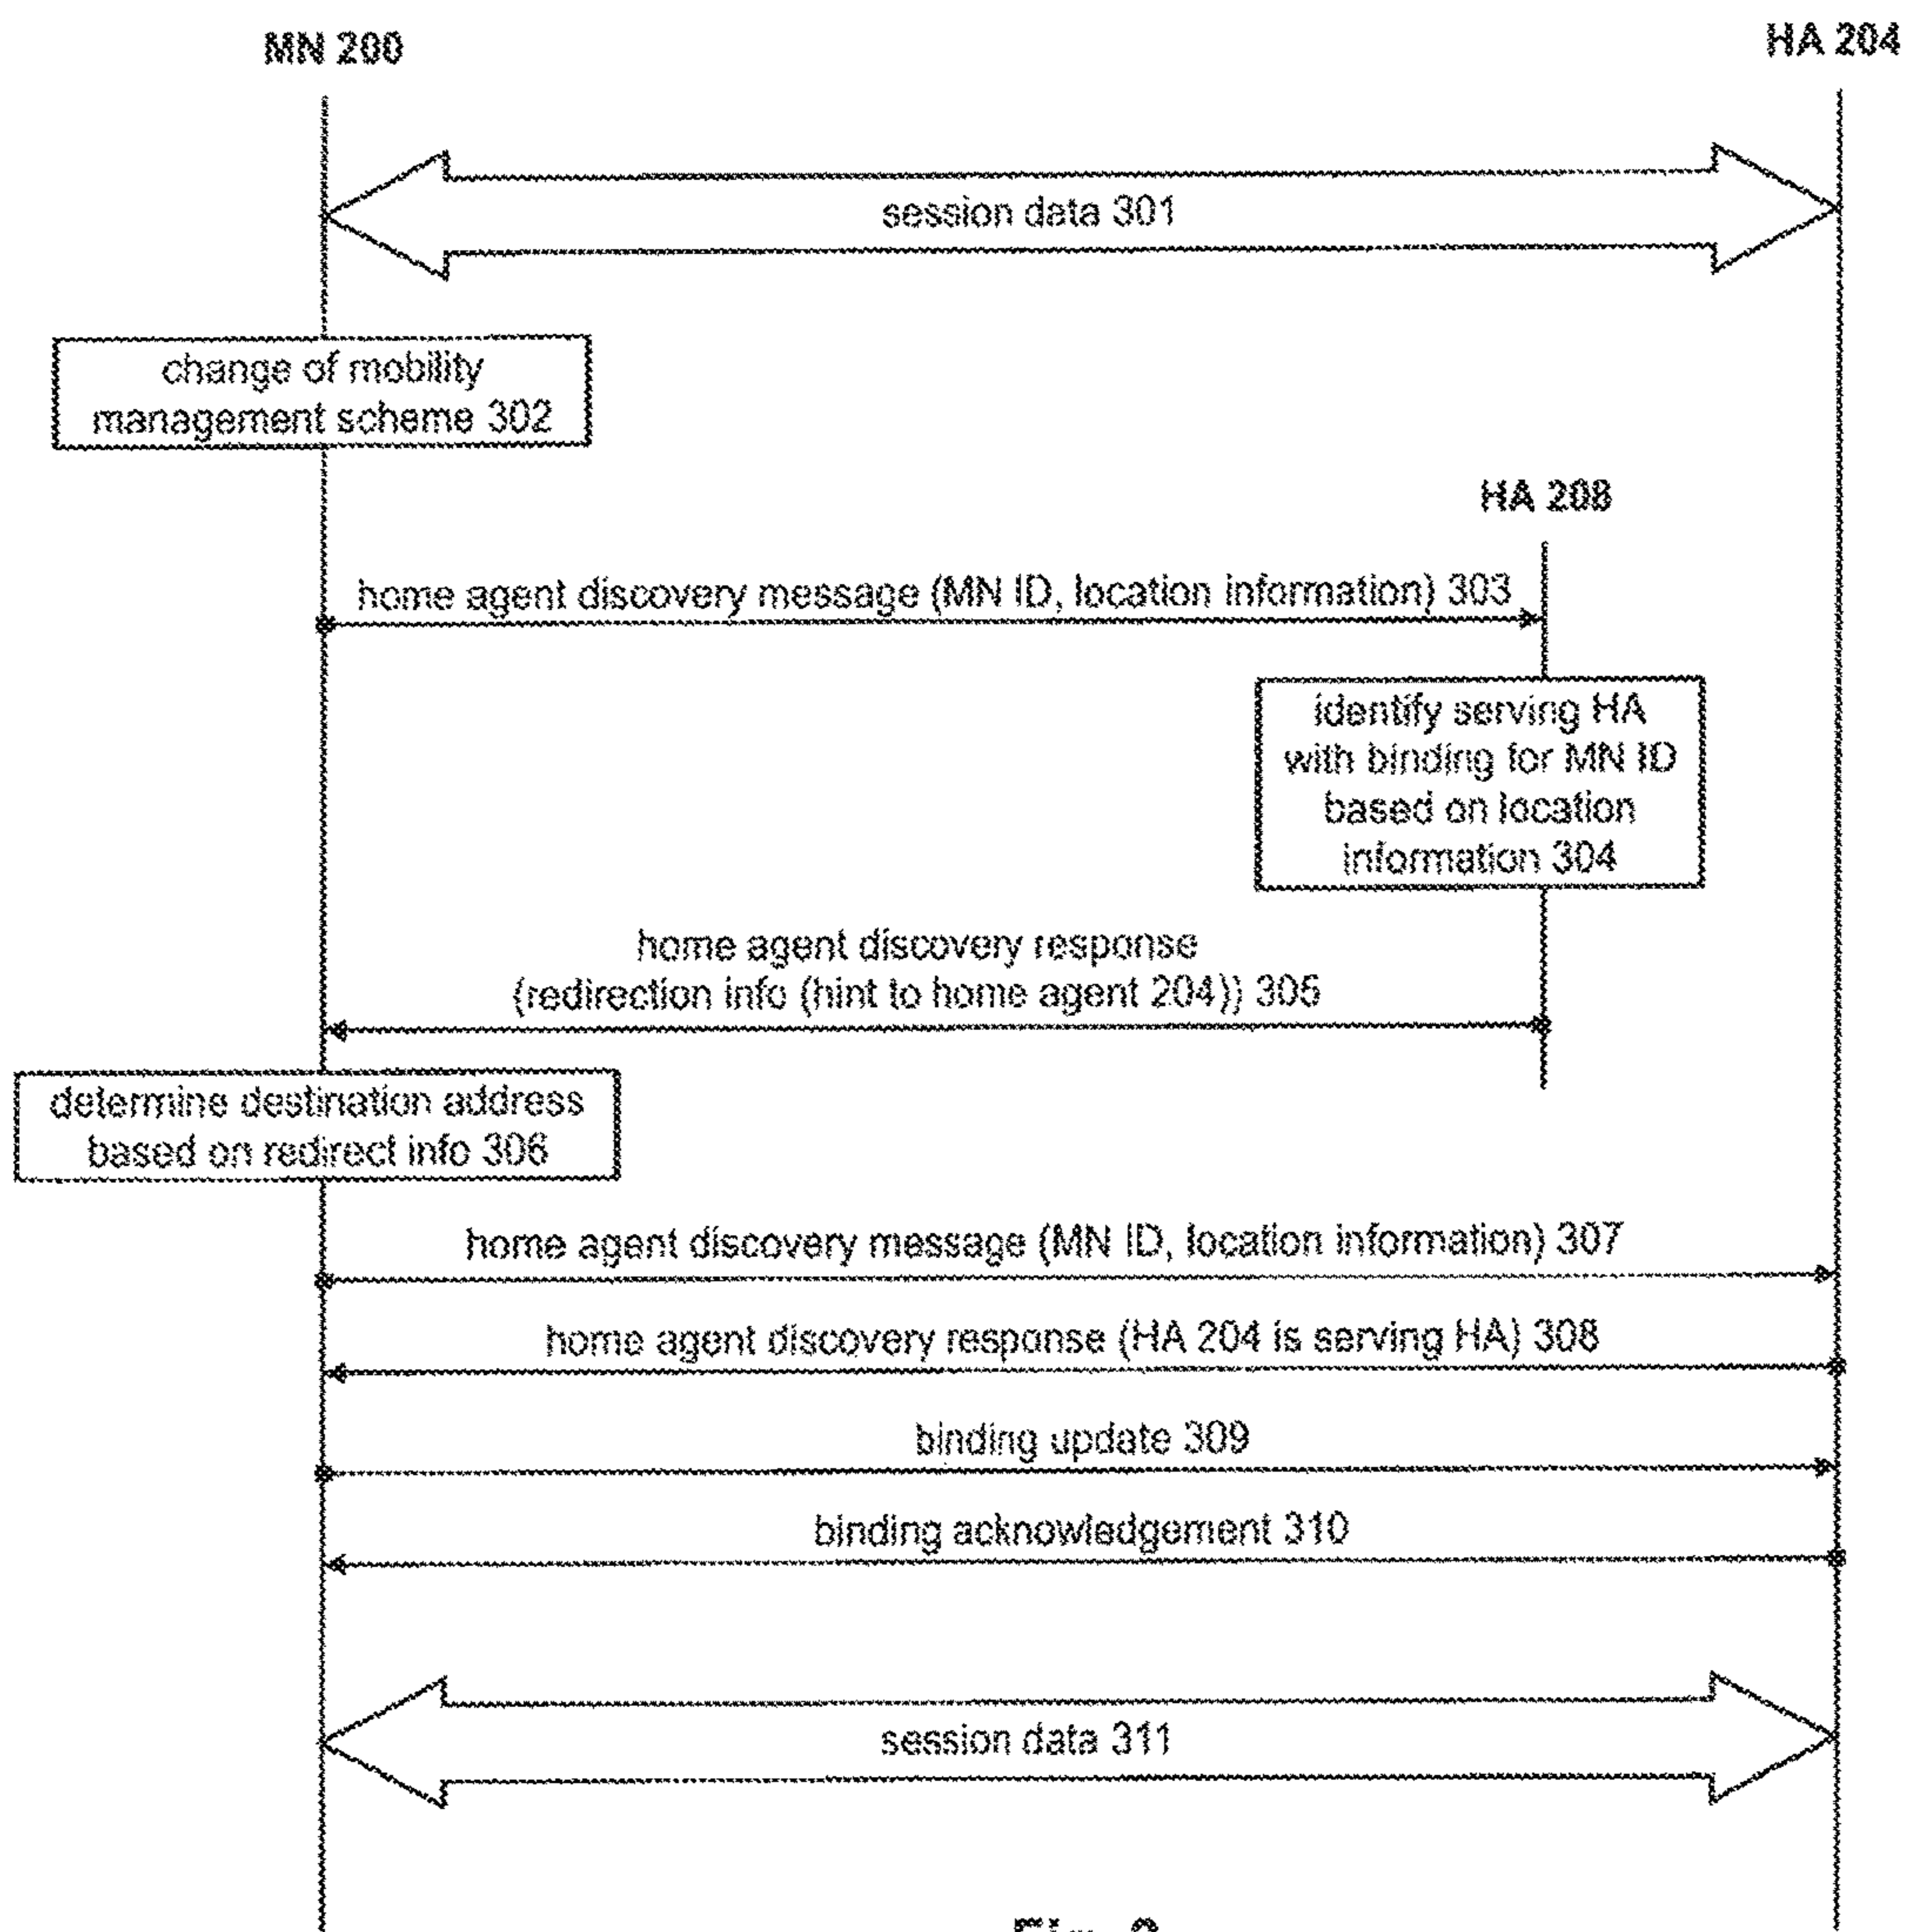 MN 200
HA 204
session data 301
change of mobility
management scheme 302
HA 208
home agent discovery message (MN ID, location information) 303
identify serving HA
with binding for MN ID
based on location
information 304
home agent discovery response
(redirection info (hint to home agent 204)) 305
determine destination address
based on redirect info 306
home agent discovery message (MN ID, location information) 307
home agent discovery response (HA 204 is serving HA) 308
binding update 309
binding acknowledgement 310
session data 311